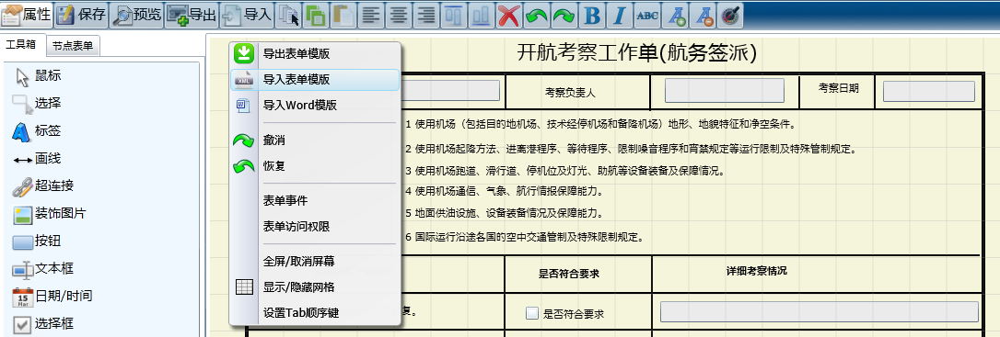 属性 保存 预览 导出 导入 B I ABC A A
工具箱 节点表单
鼠标
选择
标签
画线
超连接
装饰图片
按钮
文本框
15 Mar 日期/时间
选择框
导出表单模版
XML 导入表单模版
W 导入Word模版
撤消
恢复
表单事件
表单访问权限
全屏/取消屏幕
显示/隐藏网格
设置Tab顺序键
开航考察工作单(航务签派)
考察负责人 考察日期
1 使用机场（包括目的地机场、技术经停机场和备降机场）地形、地貌特征和净空条件。
2 使用机场起降方法、进离港程序、等待程序、限制噪音程序和宵禁规定等运行限制及特殊管制规定。
3 使用机场跑道、滑行道、停机位及灯光、助航等设备装备及保障情况。
4 使用机场通信、气象、航行情报保障能力。
5 地面供油设施、设备装备情况及保障能力。
6 国际运行沿途各国的空中交通管制及特殊限制规定。
是否符合要求 详细考察情况
复。 是否符合要求